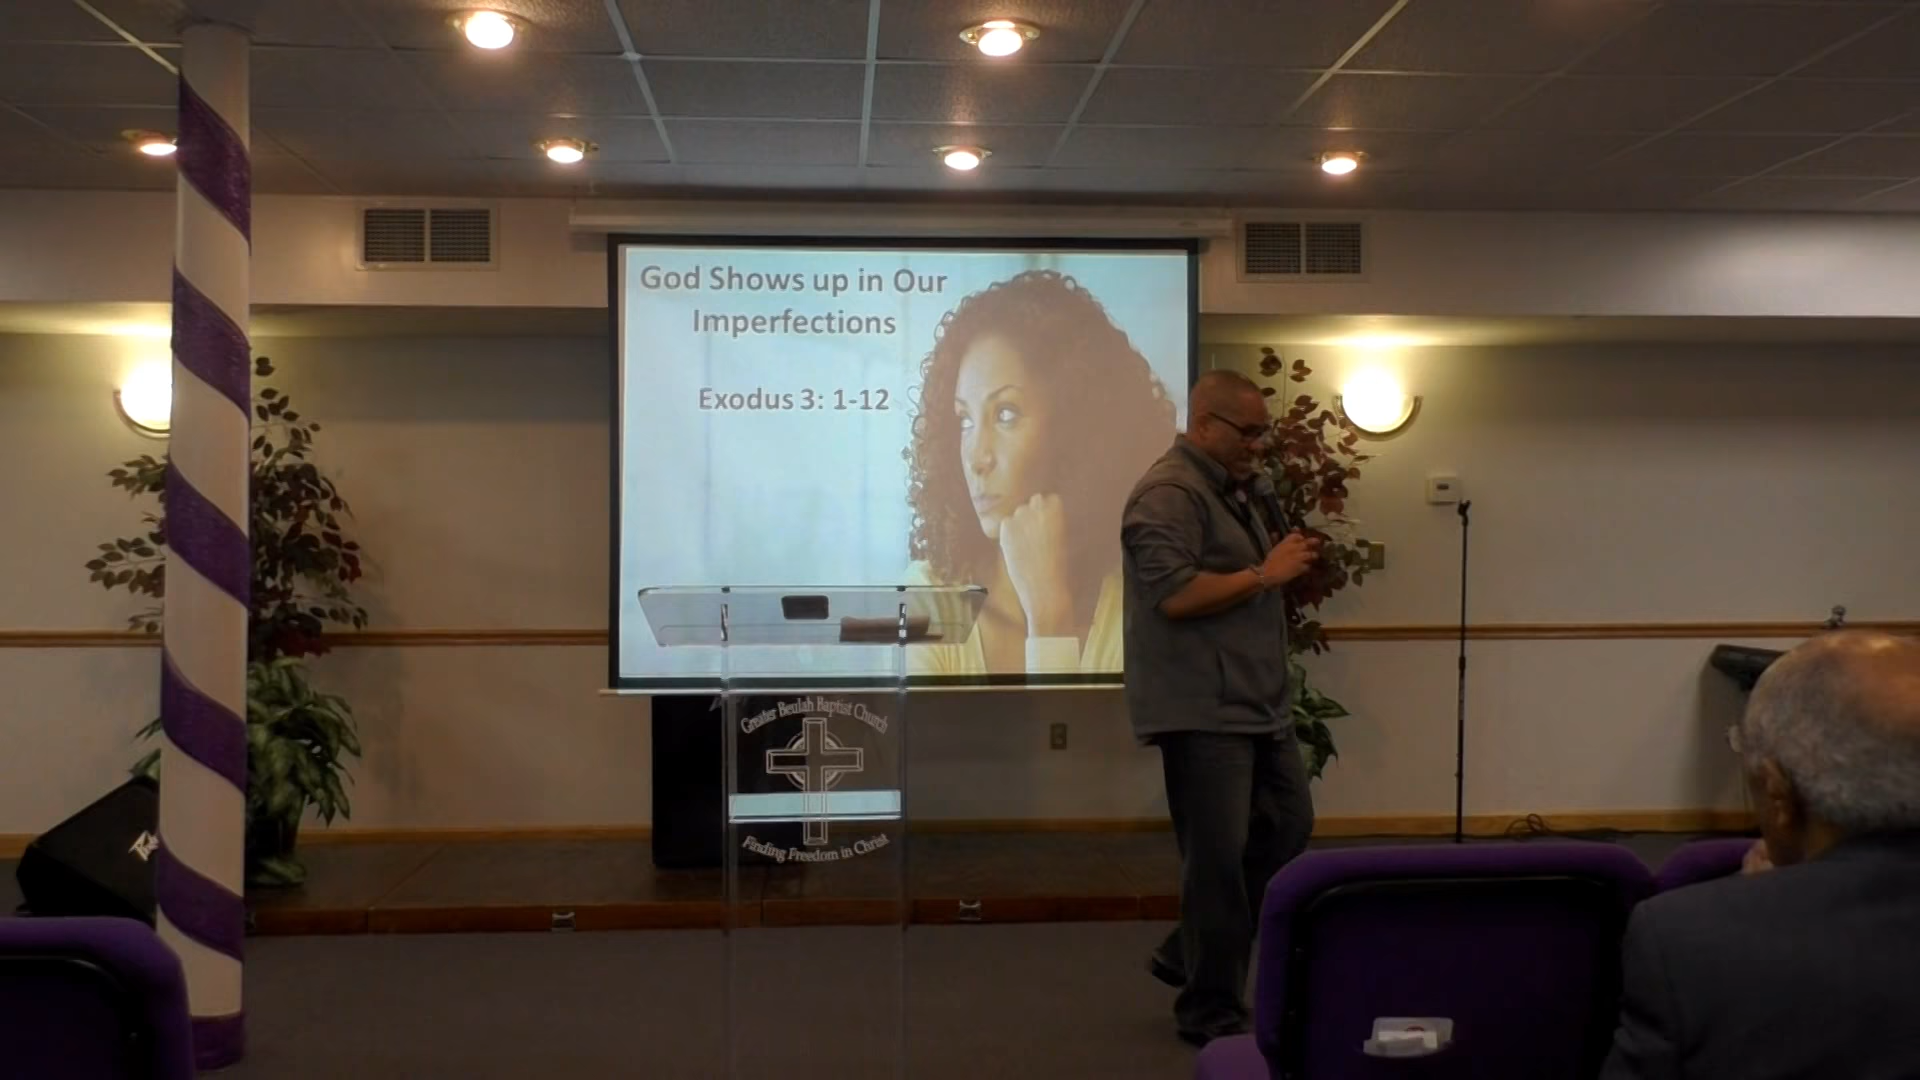 God Shows up in Our
Imperfections
Exodus 3: 1-12
Greater Beulah Baptist Church
Finding Freedom in Christ